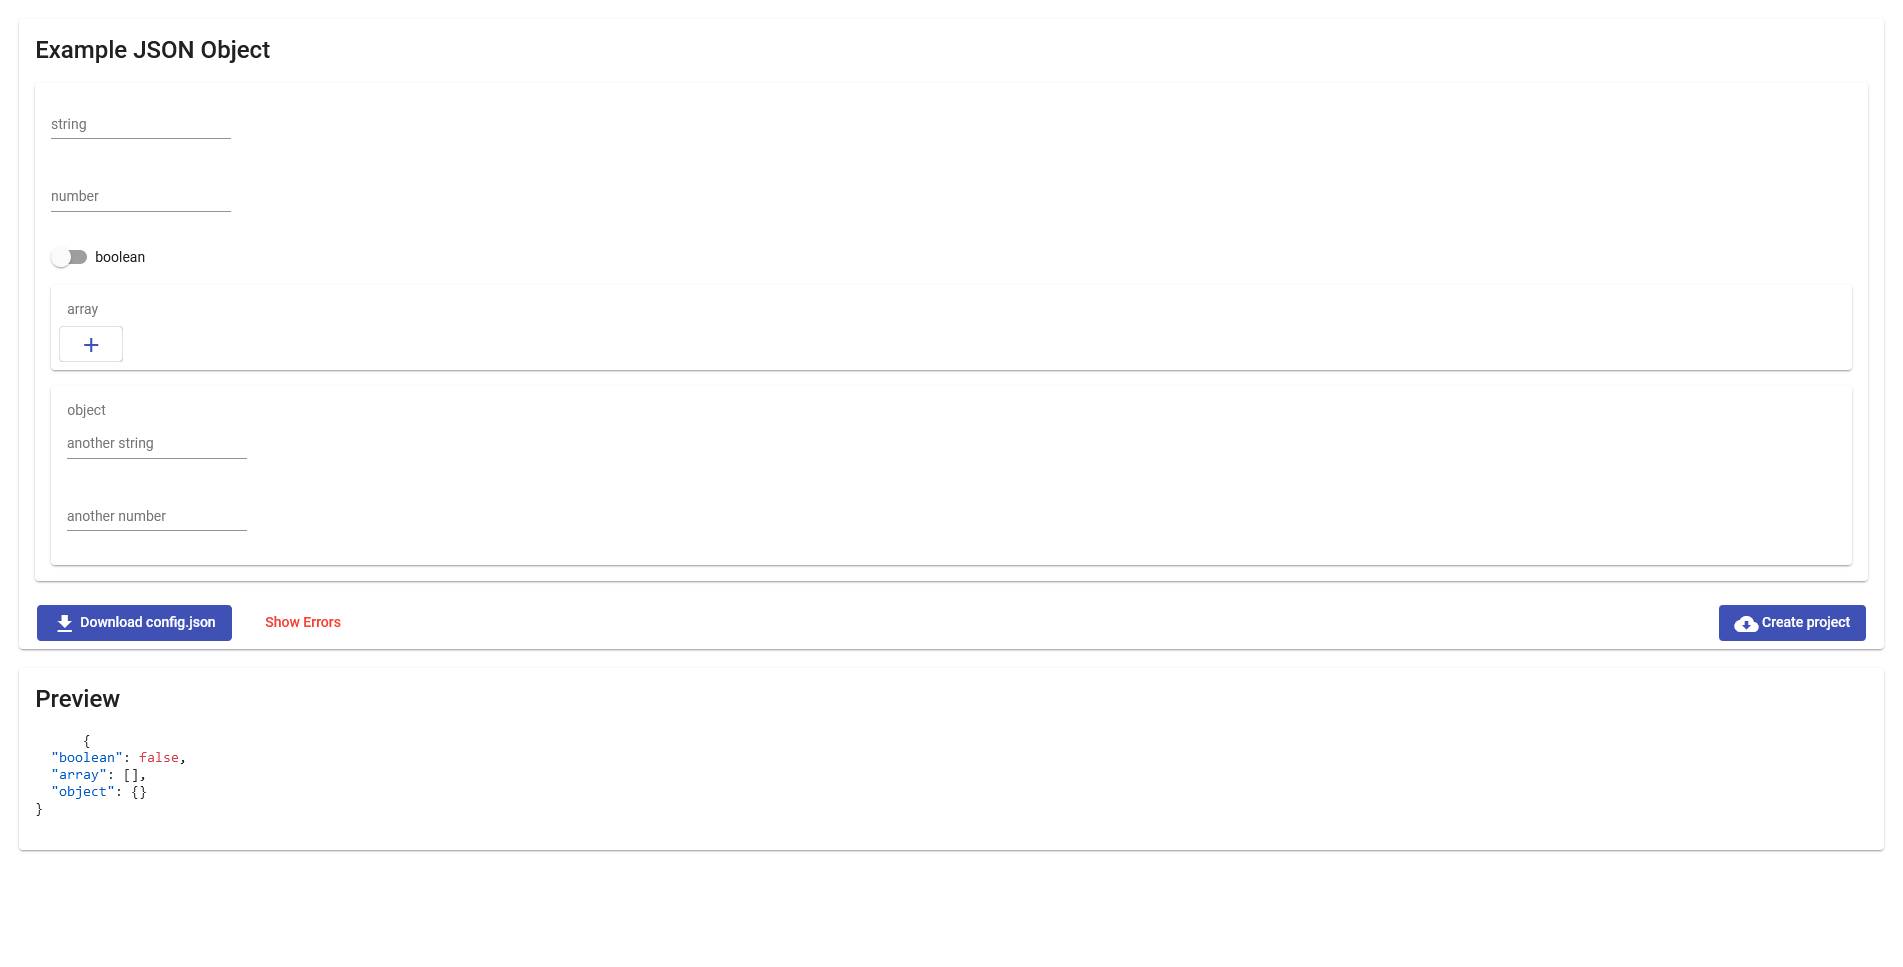 Example JSON Object
string
number
boolean
array
object
another string
another number
Download config.json Show Errors Create project
Preview
{
"boolean": false,
"array": [],
"object": {}
}